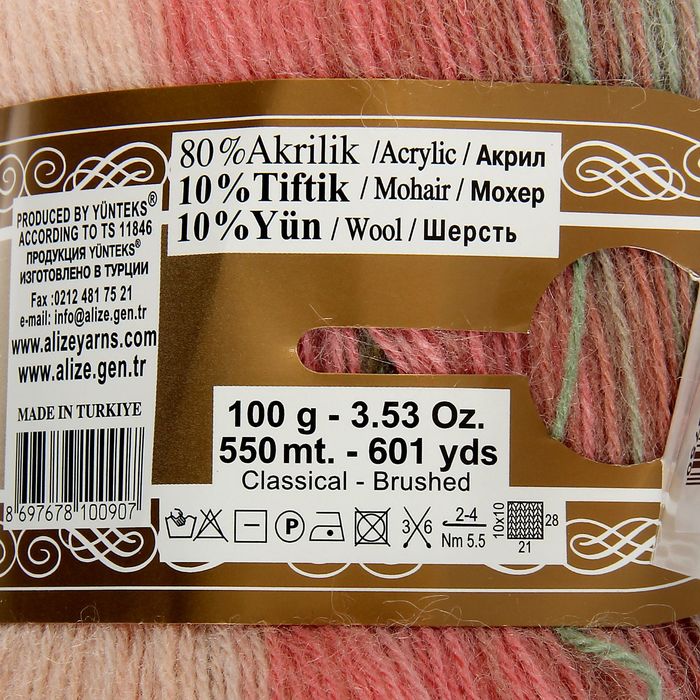 80%Akrilik /Acrylic / Акрил
10%Tiftik / Mohair / Мохер
10%Yün / Wool / Шерсть
PRODUCED BY YÜNTEKS®
ACCORDING TO TS 11846
ПРОДУКЦИЯ YÜNTEKS®
ИЗГОТОВЛЕНО В ТУРЦИИ
Fax :0212 481 75 21
e-mail: info@alize.gen.tr
www.alizeyarns.com
www.alize.gen.tr
MADE IN TURKIYE
8 697678 100907
100 g - 3.53 Oz.
550 mt. - 601 yds
Classical - Brushed
P
3 6
2-4
Nm 5.5
10x10
28
21